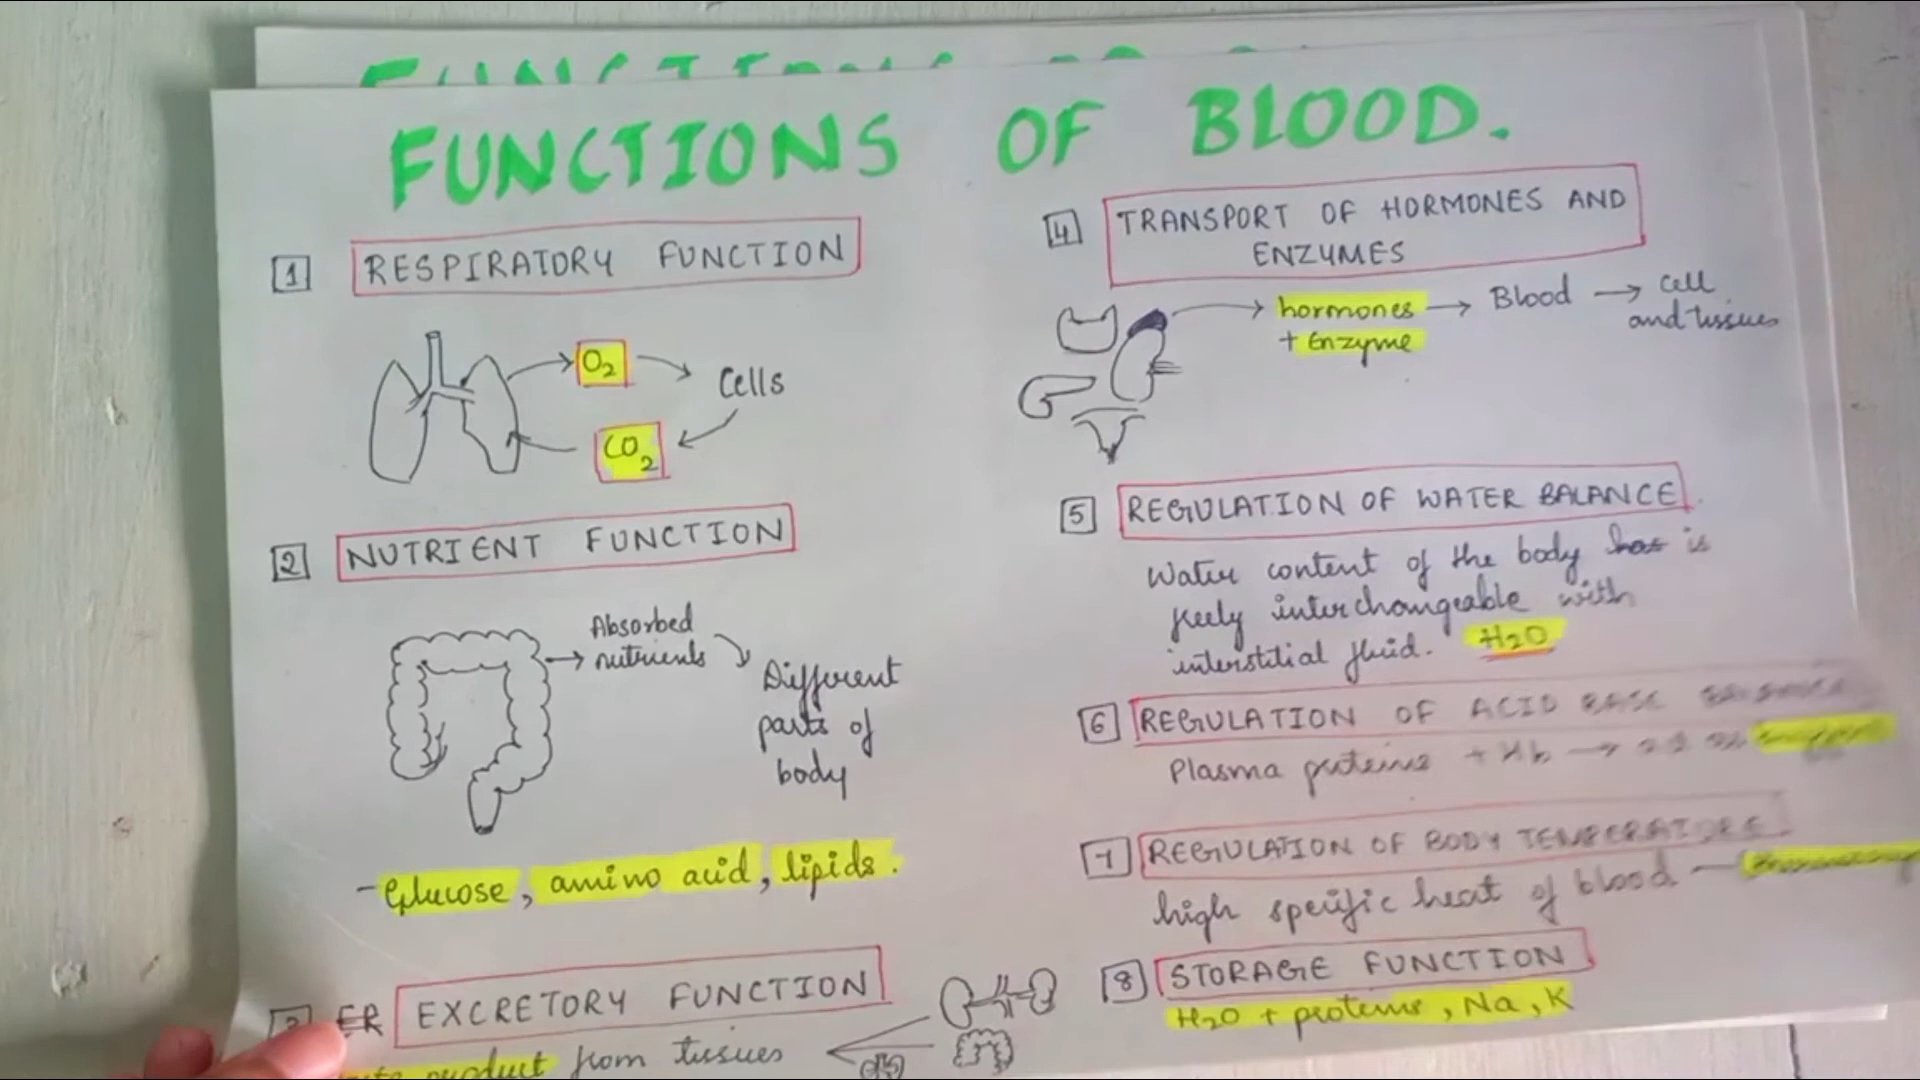 FUNCTIONS OF BLOOD.
1 RESPIRATORY FUNCTION
O2
Cells
CO2
2 NUTRIENT FUNCTION
Absorbed
nutrients
Different
parts of
body
- Glucose, amino acid, lipids.
3 ER EXCRETORY FUNCTION
product from tissues
4 TRANSPORT OF HORMONES AND
ENZYMES
hormones → Blood → cell
and tissues
+ Enzyme
5 REGULATION OF WATER BALANCE.
Water content of the body has is
freely interchangeable with
interstitial fluid. H2O
6 REGULATION OF ACID BASE
Plasma proteins + Hb →
7 REGULATION OF BODY TEMPERATURE
high specific heat of blood —
8 STORAGE FUNCTION
H2O + proteins, Na, K